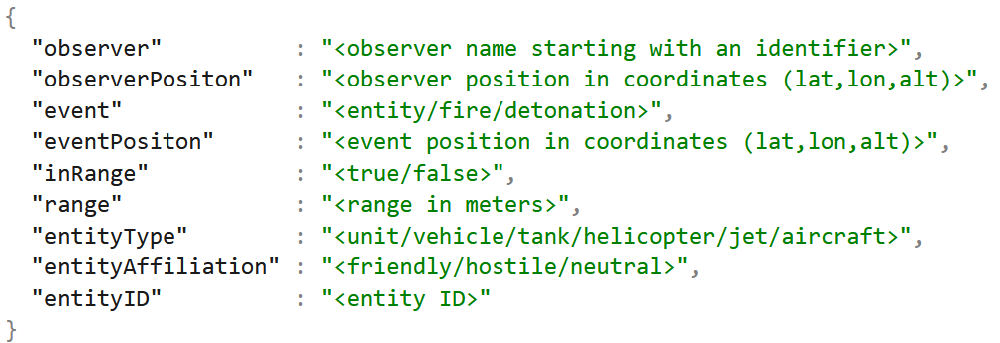 {
"observer" : "<observer name starting with an identifier>",
"observerPositon" : "<observer position in coordinates (lat,lon,alt)>",
"event" : "<entity/fire/detonation>",
"eventPositon" : "<event position in coordinates (lat,lon,alt)>",
"inRange" : "<true/false>",
"range" : "<range in meters>",
"entityType" : "<unit/vehicle/tank/helicopter/jet/aircraft>",
"entityAffiliation" : "<friendly/hostile/neutral>",
"entityID" : "<entity ID>"
}